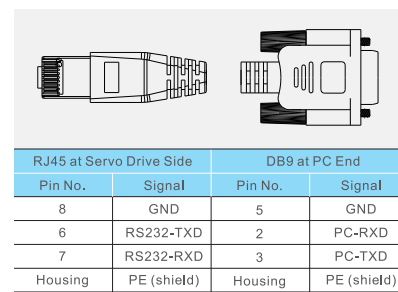 RJ45 at Servo Drive Side DB9 at PC End
Pin No. Signal Pin No. Signal
8 GND 5 GND
6 RS232-TXD 2 PC-RXD
7 RS232-RXD 3 PC-TXD
Housing PE (shield) Housing PE (shield)